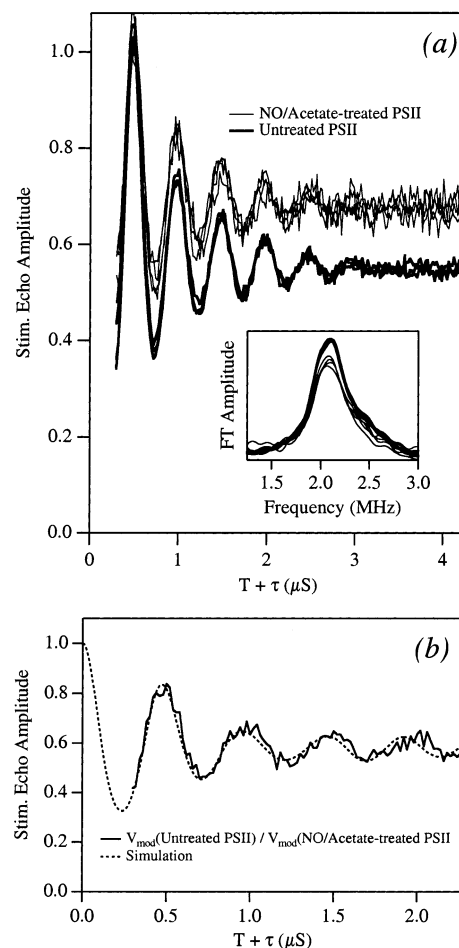 (a)
NO/Acetate-treated PSII
Untreated PSII
Stim. Echo Amplitude
1.0
0.8
0.6
0.4
0.2
0.0
FT Amplitude
1.5 2.0 2.5 3.0
Frequency (MHz)
0 1 2 3 4
T + τ (μS)
(b)
Stim. Echo Amplitude
1.0
0.8
0.6
0.4
0.2
0.0
V_mod(Untreated PSII) / V_mod(NO/Acetate-treated PSII
Simulation
0.0 0.5 1.0 1.5 2.0
T + τ (μS)